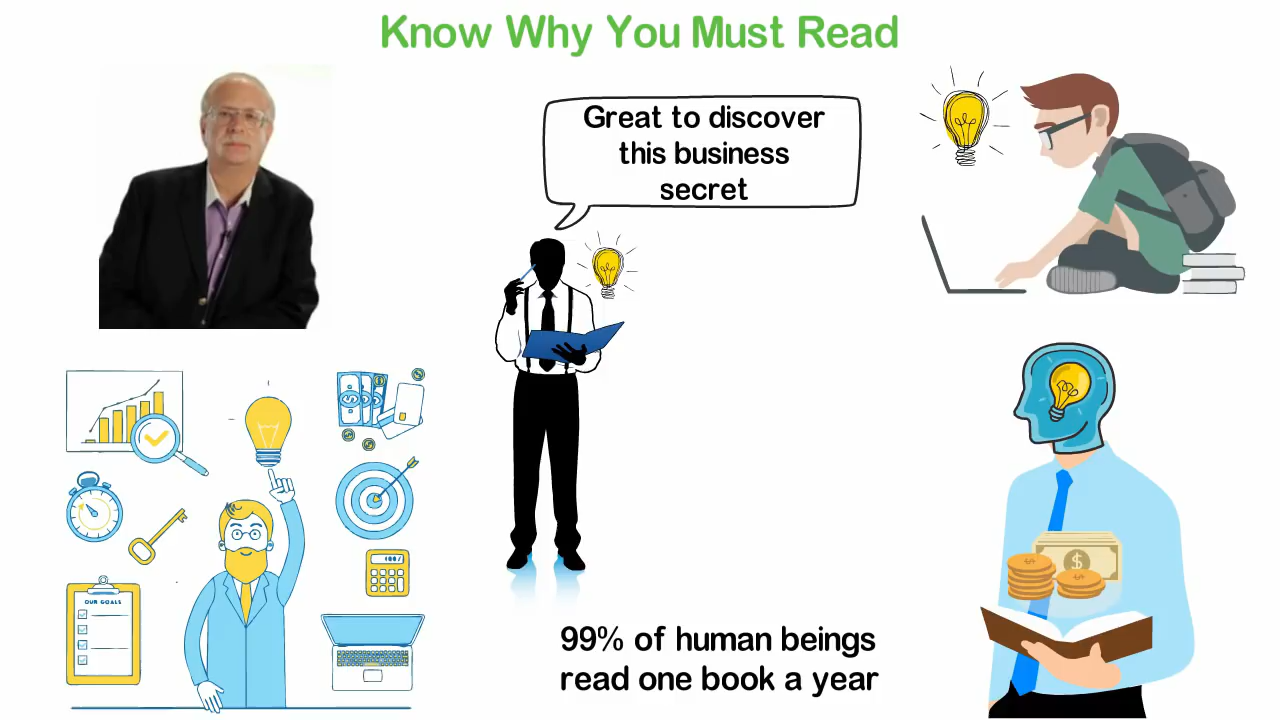 Know Why You Must Read
Great to discover
this business
secret
OUR GOALS
99% of human beings
read one book a year